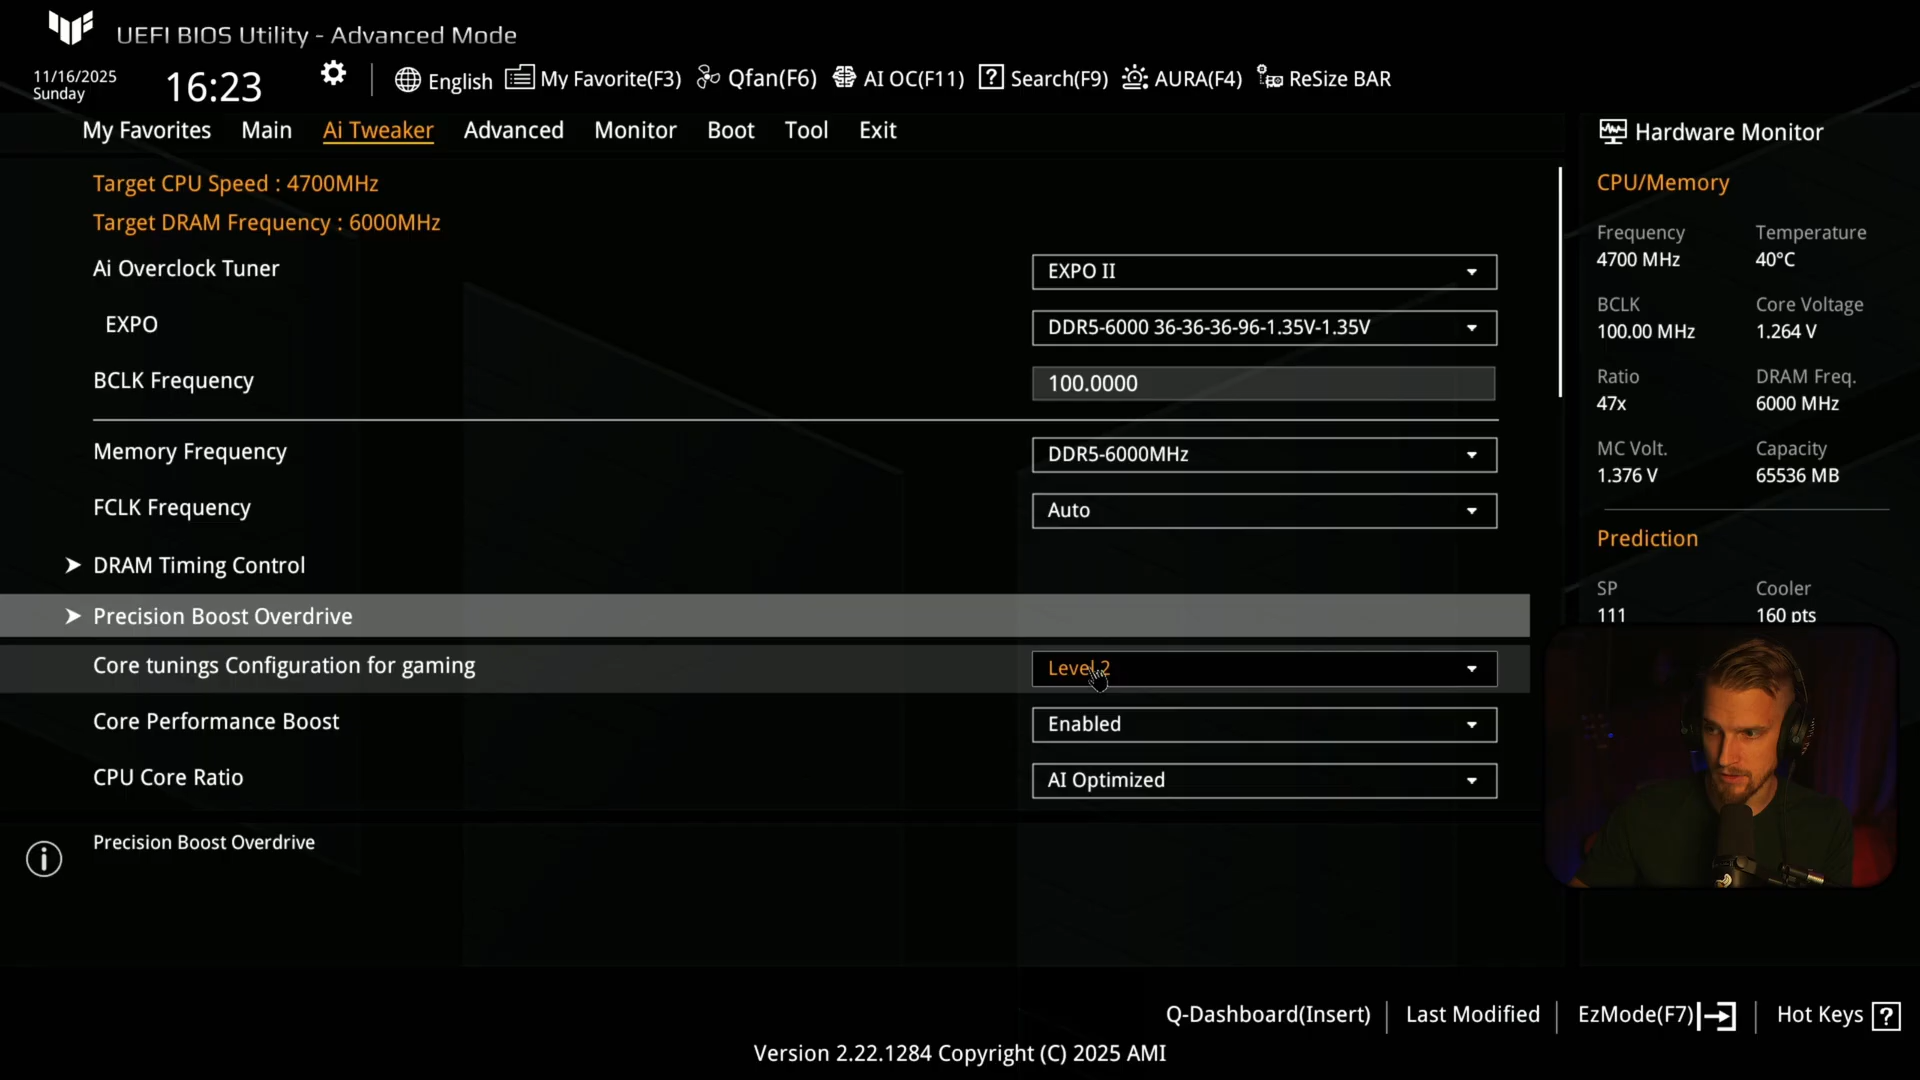 UEFI BIOS Utility - Advanced Mode
11/16/2025
Sunday
16:23
English
My Favorite(F3)
Qfan(F6)
AI OC(F11)
Search(F9)
AURA(F4)
ReSize BAR
My Favorites
Main
Ai Tweaker
Advanced
Monitor
Boot
Tool
Exit
Target CPU Speed : 4700MHz
Target DRAM Frequency : 6000MHz
Ai Overclock Tuner
EXPO II
EXPO
DDR5-6000 36-36-36-96-1.35V-1.35V
BCLK Frequency
100.0000
Memory Frequency
DDR5-6000MHz
FCLK Frequency
Auto
DRAM Timing Control
Precision Boost Overdrive
Core tunings Configuration for gaming
Level 2
Core Performance Boost
Enabled
CPU Core Ratio
AI Optimized
Precision Boost Overdrive
Hardware Monitor
CPU/Memory
Frequency Temperature
4700 MHz 40°C
BCLK Core Voltage
100.00 MHz 1.264 V
Ratio DRAM Freq.
47x 6000 MHz
MC Volt. Capacity
1.376 V 65536 MB
Prediction
SP Cooler
111 160 pts
Q-Dashboard(Insert)
Last Modified
EzMode(F7)
Hot Keys ?
Version 2.22.1284 Copyright (C) 2025 AMI